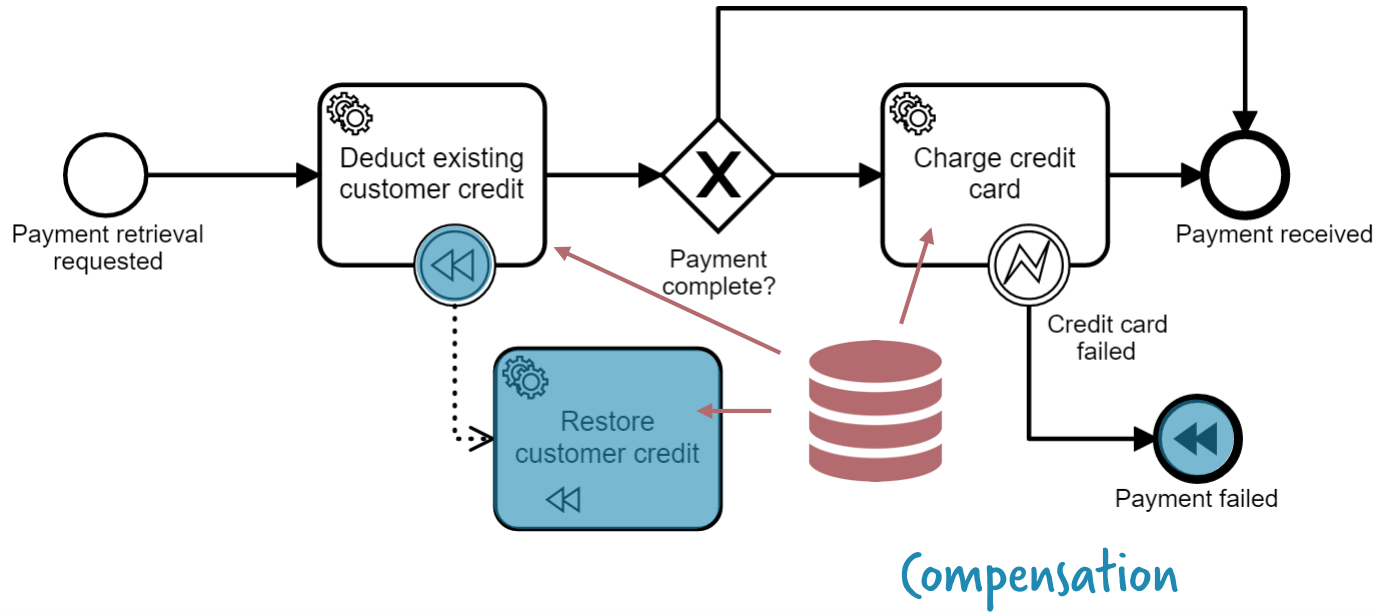 Deduct existing
customer credit
Charge credit
card
Payment retrieval
requested
Payment
complete?
Payment received
Credit card
failed
Restore
customer credit
Payment failed
Compensation